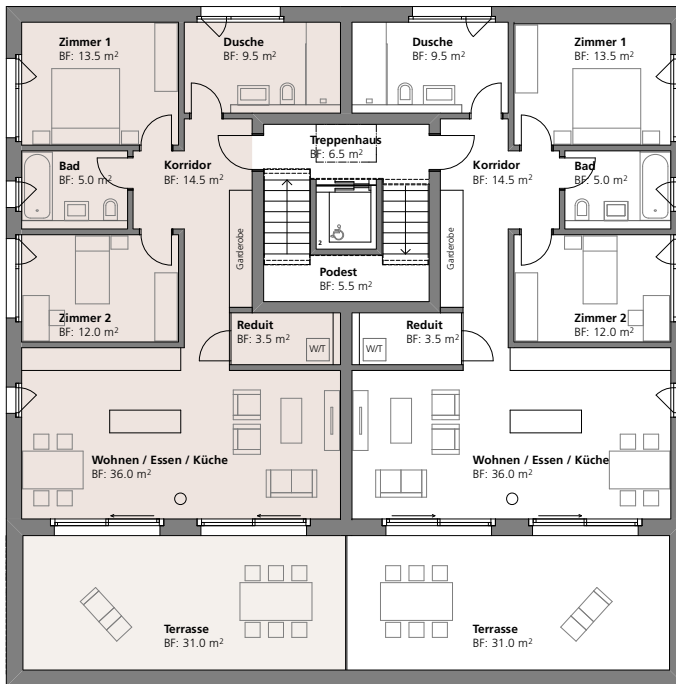 Zimmer 1
BF: 13.5 m²
Dusche
BF: 9.5 m²
Dusche
BF: 9.5 m²
Zimmer 1
BF: 13.5 m²
Treppenhaus
BF: 6.5 m²
Bad
BF: 5.0 m²
Korridor
BF: 14.5 m²
Korridor
BF: 14.5 m²
Bad
BF: 5.0 m²
Garderobe
2
Garderobe
Podest
BF: 5.5 m²
Zimmer 2
BF: 12.0 m²
Zimmer 2
BF: 12.0 m²
Reduit
BF: 3.5 m²
W/T
W/T
Reduit
BF: 3.5 m²
Wohnen / Essen / Küche
BF: 36.0 m²
Wohnen / Essen / Küche
BF: 36.0 m²
Terrasse
BF: 31.0 m²
Terrasse
BF: 31.0 m²